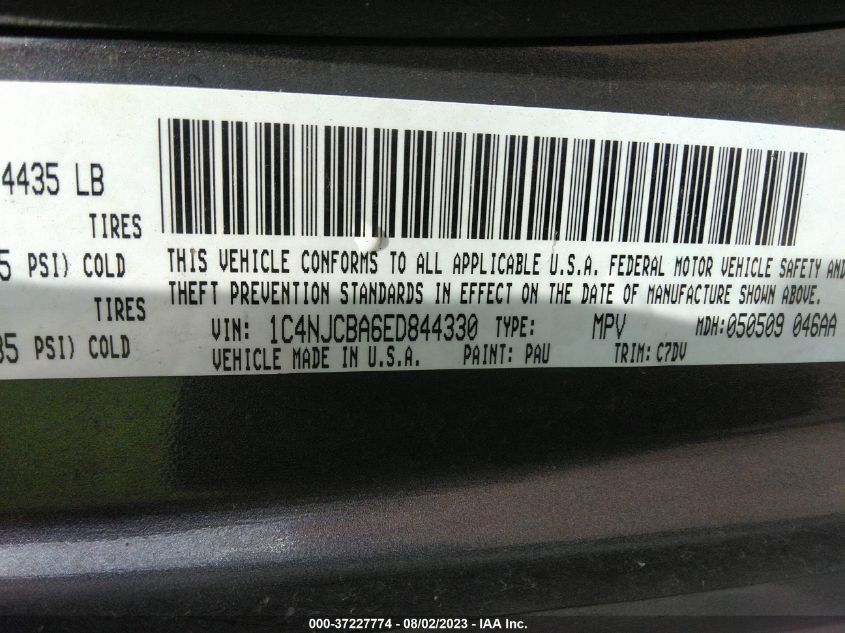 4435 LB
TIRES
5 PSI) COLD
TIRES
35 PSI) COLD
THIS VEHICLE CONFORMS TO ALL APPLICABLE U.S.A. FEDERAL MOTOR VEHICLE SAFETY AND
THEFT PREVENTION STANDARDS IN EFFECT ON THE DATE OF MANUFACTURE SHOWN ABOVE.
VIN: 1C4NJCBA6ED844330 TYPE: MPV MDH:050509 046AA
VEHICLE MADE IN U.S.A. PAINT: PAU TRIM: C7DV
000-37227774 - 08/02/2023 - IAA Inc.